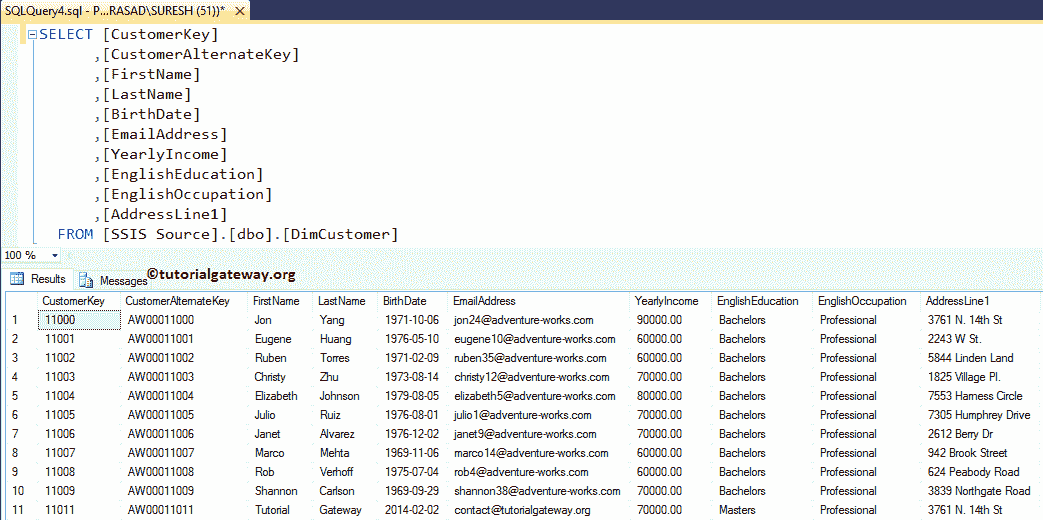 SQLQuery4.sql - P...RASAD\SURESH (51))* ×
SELECT [CustomerKey]
,[CustomerAlternateKey]
,[FirstName]
,[LastName]
,[BirthDate]
,[EmailAddress]
,[YearlyIncome]
,[EnglishEducation]
,[EnglishOccupation]
,[AddressLine1]
FROM [SSIS Source].[dbo].[DimCustomer]
100 %
Results Messages ©tutorialgateway.org
CustomerKey CustomerAlternateKey FirstName LastName BirthDate EmailAddress YearlyIncome EnglishEducation EnglishOccupation AddressLine1
1 11000 AW00011000 Jon Yang 1971-10-06 jon24@adventure-works.com 90000.00 Bachelors Professional 3761 N. 14th St
2 11001 AW00011001 Eugene Huang 1976-05-10 eugene10@adventure-works.com 60000.00 Bachelors Professional 2243 W St.
3 11002 AW00011002 Ruben Torres 1971-02-09 ruben35@adventure-works.com 60000.00 Bachelors Professional 5844 Linden Land
4 11003 AW00011003 Christy Zhu 1973-08-14 christy12@adventure-works.com 70000.00 Bachelors Professional 1825 Village Pl.
5 11004 AW00011004 Elizabeth Johnson 1979-08-05 elizabeth5@adventure-works.com 80000.00 Bachelors Professional 7553 Harness Circle
6 11005 AW00011005 Julio Ruiz 1976-08-01 julio1@adventure-works.com 70000.00 Bachelors Professional 7305 Humphrey Drive
7 11006 AW00011006 Janet Alvarez 1976-12-02 janet9@adventure-works.com 70000.00 Bachelors Professional 2612 Berry Dr
8 11007 AW00011007 Marco Mehta 1969-11-06 marco14@adventure-works.com 60000.00 Bachelors Professional 942 Brook Street
9 11008 AW00011008 Rob Verhoff 1975-07-04 rob4@adventure-works.com 60000.00 Bachelors Professional 624 Peabody Road
10 11009 AW00011009 Shannon Carlson 1969-09-29 shannon38@adventure-works.com 70000.00 Bachelors Professional 3839 Northgate Road
11 11011 AW00011011 Tutorial Gateway 2014-02-02 contact@tutorialgateway.org 70000.00 Masters Professional 3761 N. 14th St